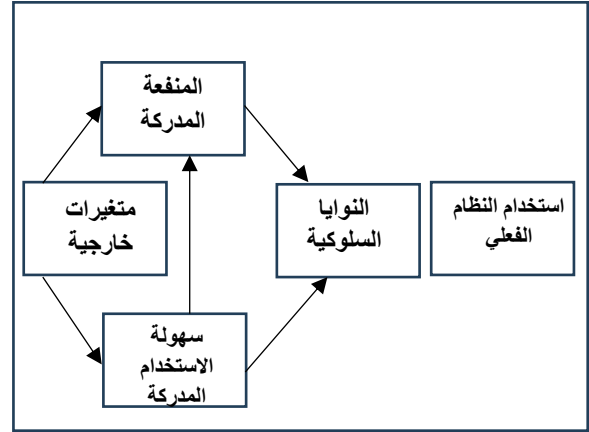 المنفعة
المدركة
متغيرات
خارجية
النوايا
السلوكية
استخدام النظام
الفعلي
سهولة
الاستخدام
المدركة